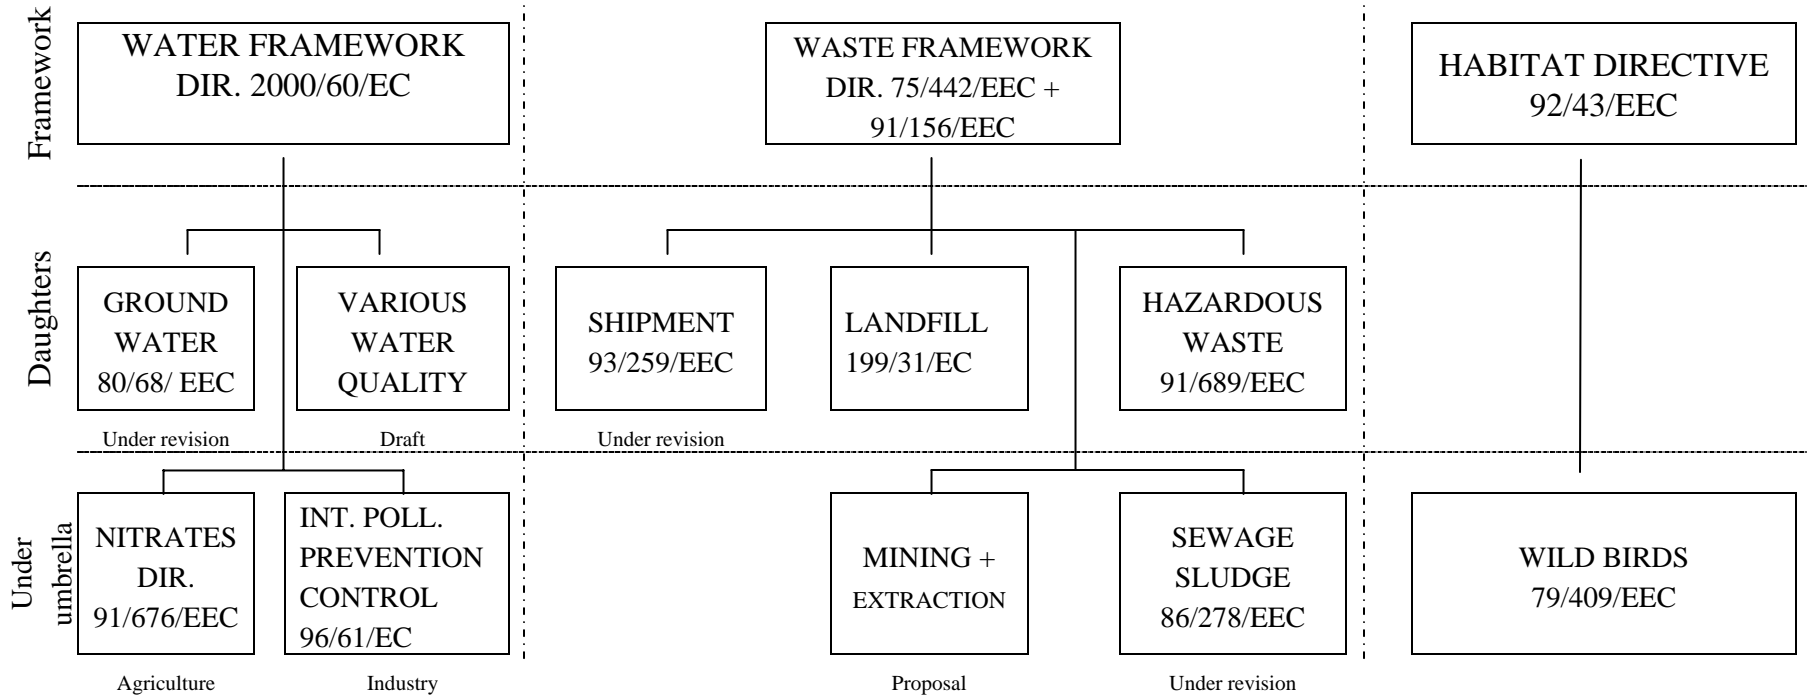 Framework
WATER FRAMEWORK
DIR. 2000/60/EC
WASTE FRAMEWORK
DIR. 75/442/EEC +
91/156/EEC
HABITAT DIRECTIVE
92/43/EEC
Daughters
GROUND
WATER
80/68/ EEC
Under revision
VARIOUS
WATER
QUALITY
Draft
SHIPMENT
93/259/EEC
Under revision
LANDFILL
199/31/EC
HAZARDOUS
WASTE
91/689/EEC
Under
umbrella
NITRATES
DIR.
91/676/EEC
Agriculture
INT. POLL.
PREVENTION
CONTROL
96/61/EC
Industry
MINING +
EXTRACTION
Proposal
SEWAGE
SLUDGE
86/278/EEC
Under revision
WILD BIRDS
79/409/EEC